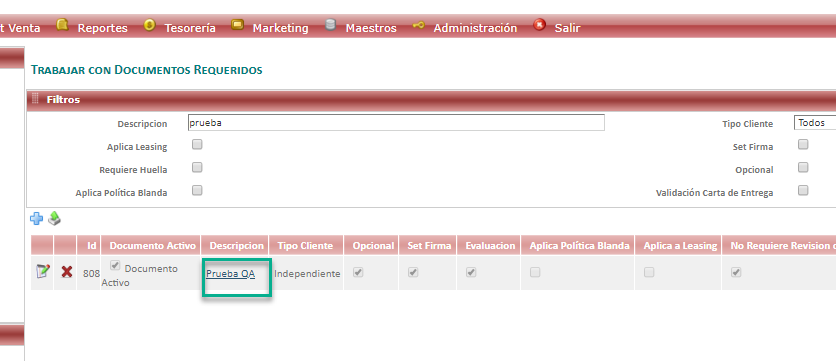 t Venta Reportes Tesorería Marketing Maestros Administración Salir
Trabajar con Documentos Requeridos
Filtros
Descripcion prueba Tipo Cliente Todos
Aplica Leasing Set Firma
Requiere Huella Opcional
Aplica Política Blanda Validación Carta de Entrega
Id Documento Activo Descripcion Tipo Cliente Opcional Set Firma Evaluacion Aplica Política Blanda Aplica a Leasing No Requiere Revision
808 Documento Activo Prueba QA Independiente